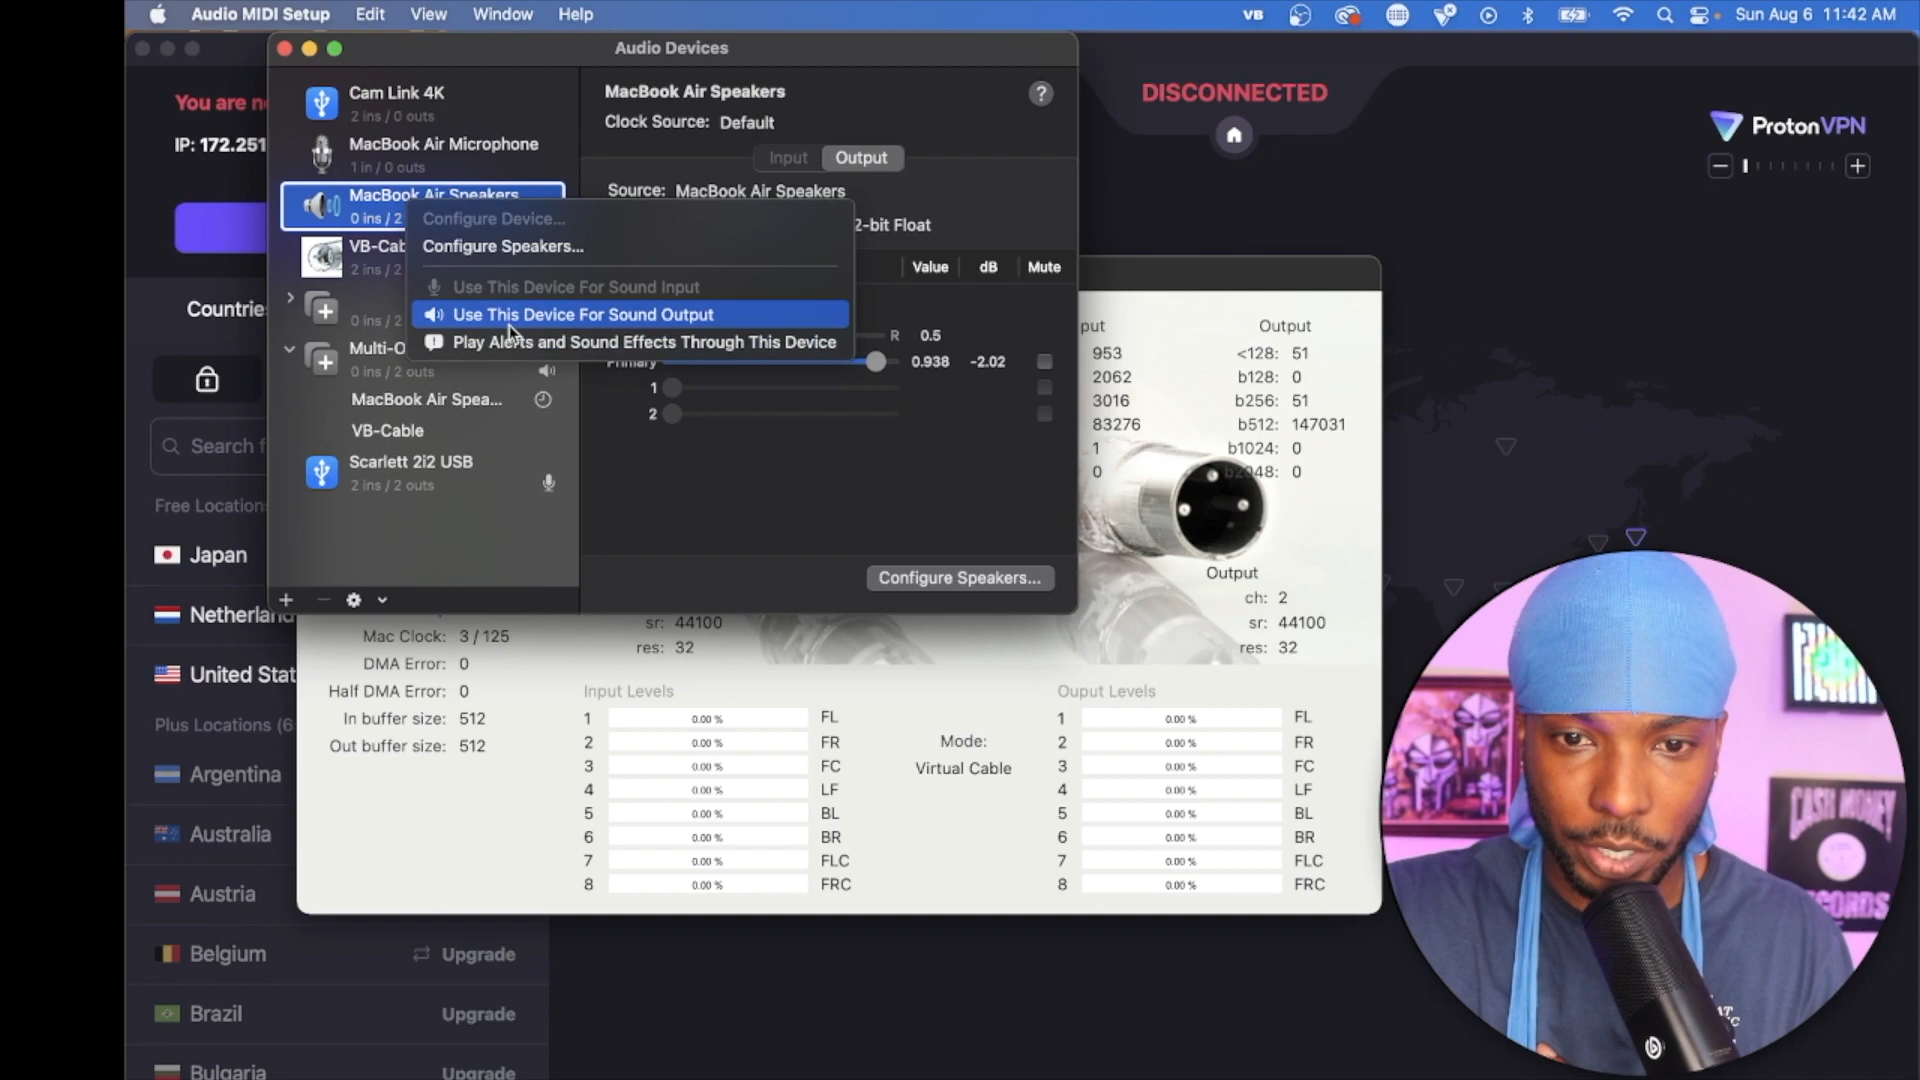 Audio MIDI Setup Edit View Window Help
VB
Sun Aug 6 11:42 AM
Audio Devices
You are
IP: 172.251
Countrie
Search
Free Location
Japan
Netherland
United Stat
Plus Locations (6
Argentina
Australia
Austria
Belgium Upgrade
Brazil Upgrade
Bulgaria Upgrade
Cam Link 4K
2 ins / 0 outs
MacBook Air Microphone
1 in / 0 outs
MacBook Air Speakers
0 ins / 2
VB-Cab
2 ins / 2
0 ins / 2
Multi-O
0 ins / 2 outs
MacBook Air Spea...
VB-Cable
Scarlett 2i2 USB
2 ins / 2 outs
MacBook Air Speakers
?
Clock Source: Default
Input Output
Source: MacBook Air Speakers
2-bit Float
Value dB Mute
R 0.5
Primary 0.938 -2.02
1
2
Configure Speakers...
Configure Device...
Configure Speakers...
Use This Device For Sound Input
Use This Device For Sound Output
Play Alerts and Sound Effects Through This Device
DISCONNECTED
ProtonVPN
put Output
953 <128: 51
2062 b128: 0
3016 b256: 51
83276 b512: 147031
1 b1024: 0
0 b2048: 0
Output
ch: 2
sr: 44100
res: 32
sr: 44100
res: 32
Mac Clock: 3 / 125
DMA Error: 0
Half DMA Error: 0
In buffer size: 512
Out buffer size: 512
Input Levels
1 0.00 % FL
2 0.00 % FR
3 0.00 % FC
4 0.00 % LF
5 0.00 % BL
6 0.00 % BR
7 0.00 % FLC
8 0.00 % FRC
Mode:
Virtual Cable
Ouput Levels
1 0.00 % FL
2 0.00 % FR
3 0.00 % FC
4 0.00 % LF
5 0.00 % BL
6 0.00 % BR
7 0.00 % FLC
8 0.00 % FRC
CASH MONEY
RECORDS